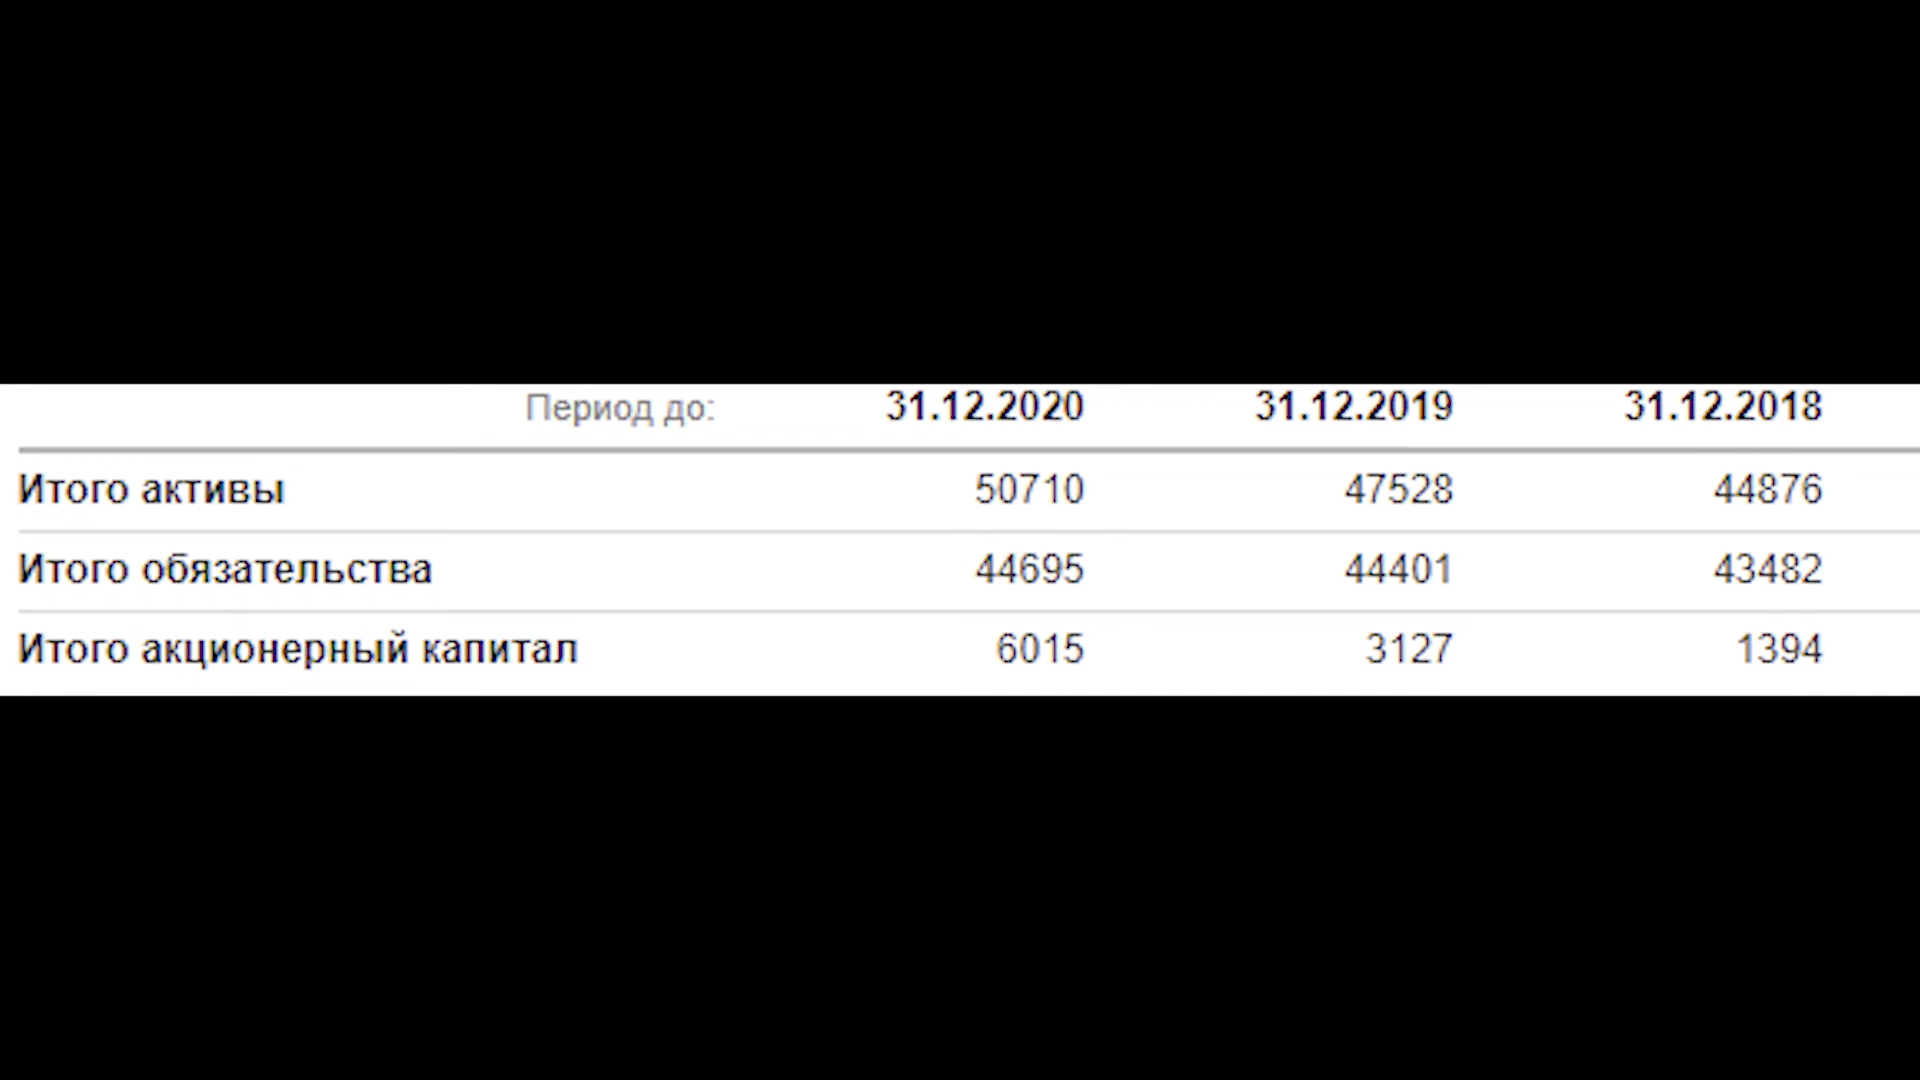 Период до: 31.12.2020 31.12.2019 31.12.2018
Итого активы 50710 47528 44876
Итого обязательства 44695 44401 43482
Итого акционерный капитал 6015 3127 1394